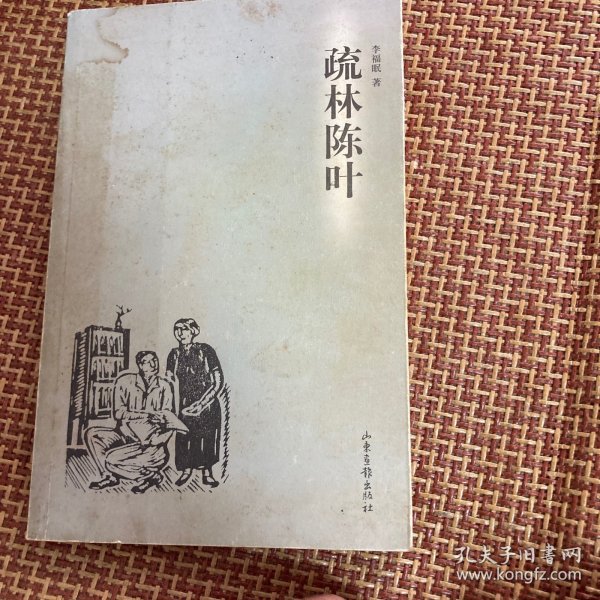 疏林陈叶
李福眠 著
山东画报出版社
孔夫子旧书网
www.kongfz.com